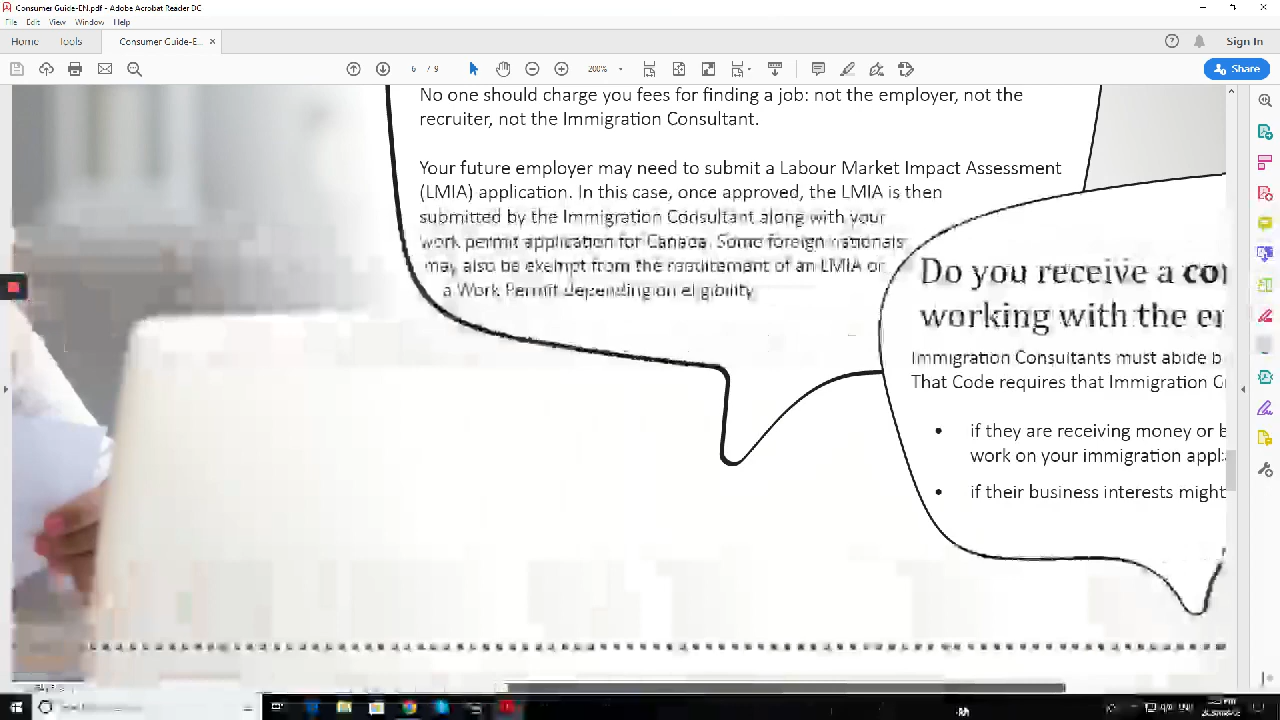 Consumer Guide-EN.pdf - Adobe Acrobat Reader DC
File Edit View Window Help
Home Tools Consumer Guide-E... × Sign In
6 / 9 200% Share
No one should charge you fees for finding a job: not the employer, not the
recruiter, not the Immigration Consultant.
Your future employer may need to submit a Labour Market Impact Assessment
(LMIA) application. In this case, once approved, the LMIA is then
submitted by the Immigration Consultant along with your
work permit application for Canada. Some foreign nationals
may also be exempt from the of an LMIA or
a Work Permit depending on eligibility
Do you receive a co
working with the e
Immigration Consultants must abide b
That Code requires that Immigration
if they are receiving money or b
work on your immigration appl
if their business interests might